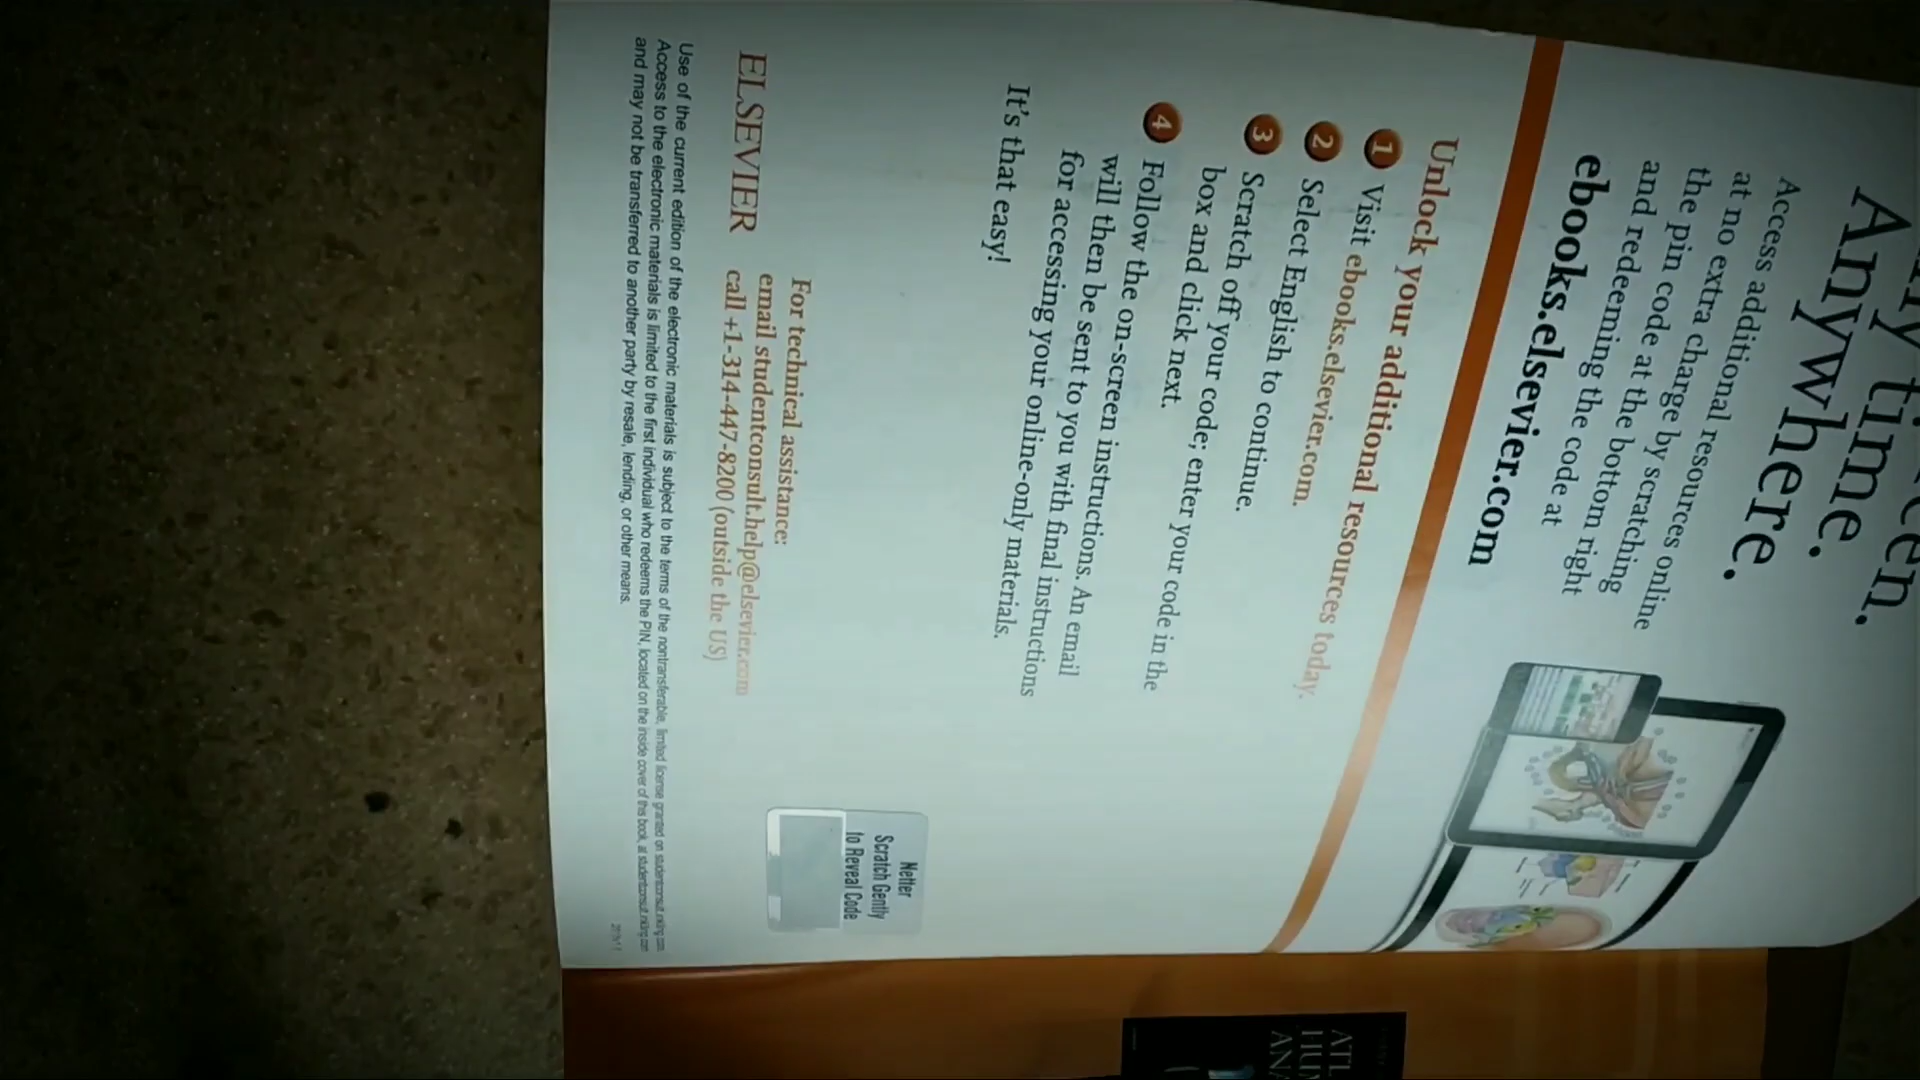 Anytime.
Anywhere.
Access additional resources online
at no extra charge by scratching
the pin code at the bottom right
and redeeming the code at
ebooks.elsevier.com
Unlock your additional resources today.
1 Visit ebooks.elsevier.com.
2 Select English to continue.
3 Scratch off your code; enter your code in the
box and click next.
4 Follow the on-screen instructions. An email
will then be sent to you with final instructions
for accessing your online-only materials.
It's that easy!
Netter
Scratch Gently
to Reveal Code
For technical assistance:
email studentconsult.help@elsevier.com
call +1-314-447-8200 (outside the US)
ELSEVIER
Use of the current edition of the electronic materials is subject to the terms of the nontransferable, limited license granted on studentconsult.inkling.com.
Access to the electronic materials is limited to the first individual who redeems the PIN, located on the inside cover of this book, at studentconsult.inkling.com
and may not be transferred to another party by resale, lending, or other means.